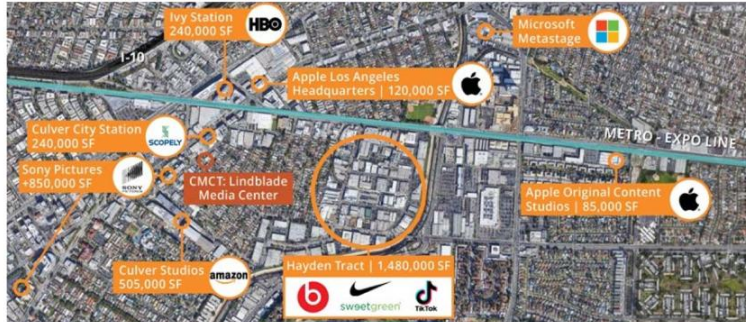 Ivy Station
240,000 SF
HBO
I-10
Microsoft
Metastage
Apple Los Angeles
Headquarters | 120,000 SF
Culver City Station
240,000 SF
SCOPELY
METRO - EXPO LINE
Sony Pictures
+850,000 SF
SONY
CMCT: Lindblade
Media Center
Apple Original Content
Studios | 85,000 SF
Culver Studios
505,000 SF
amazon
Hayden Tract | 1,480,000 SF
sweetgreen
TikTok